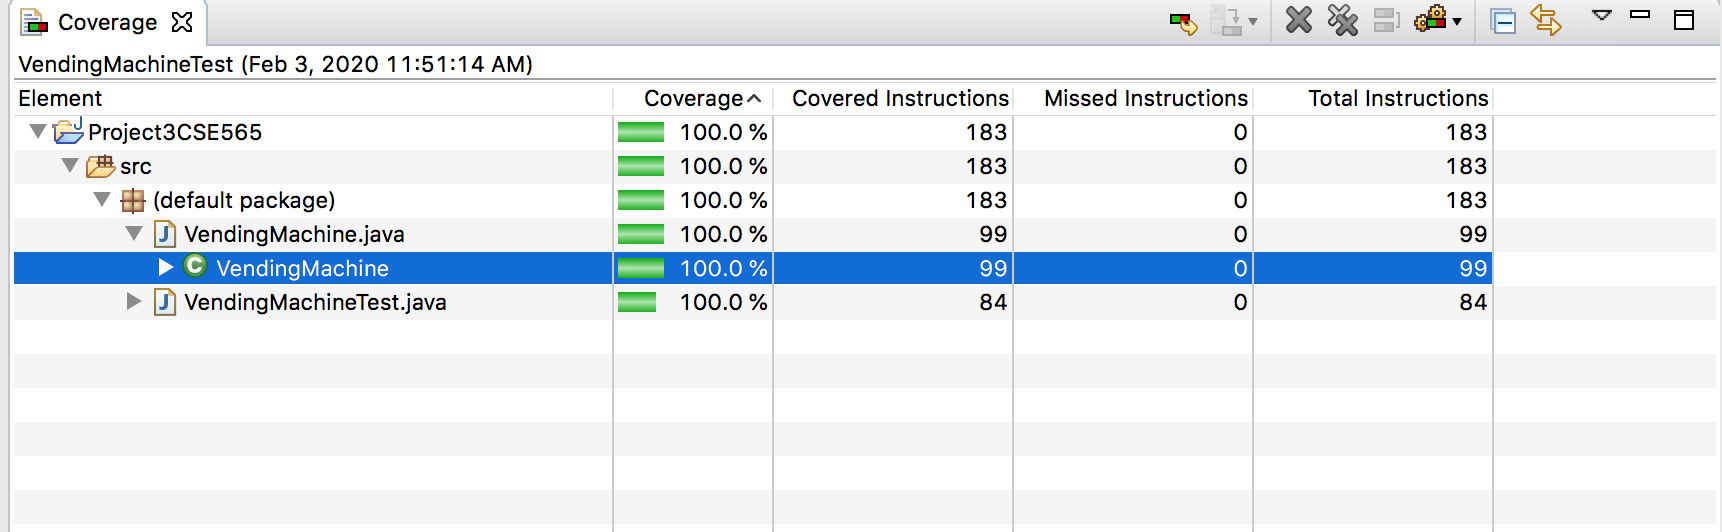 Coverage
VendingMachineTest (Feb 3, 2020 11:51:14 AM)
Element Coverage Covered Instructions Missed Instructions Total Instructions
Project3CSE565 100.0 % 183 0 183
src 100.0 % 183 0 183
(default package) 100.0 % 183 0 183
VendingMachine.java 100.0 % 99 0 99
VendingMachine 100.0 % 99 0 99
VendingMachineTest.java 100.0 % 84 0 84